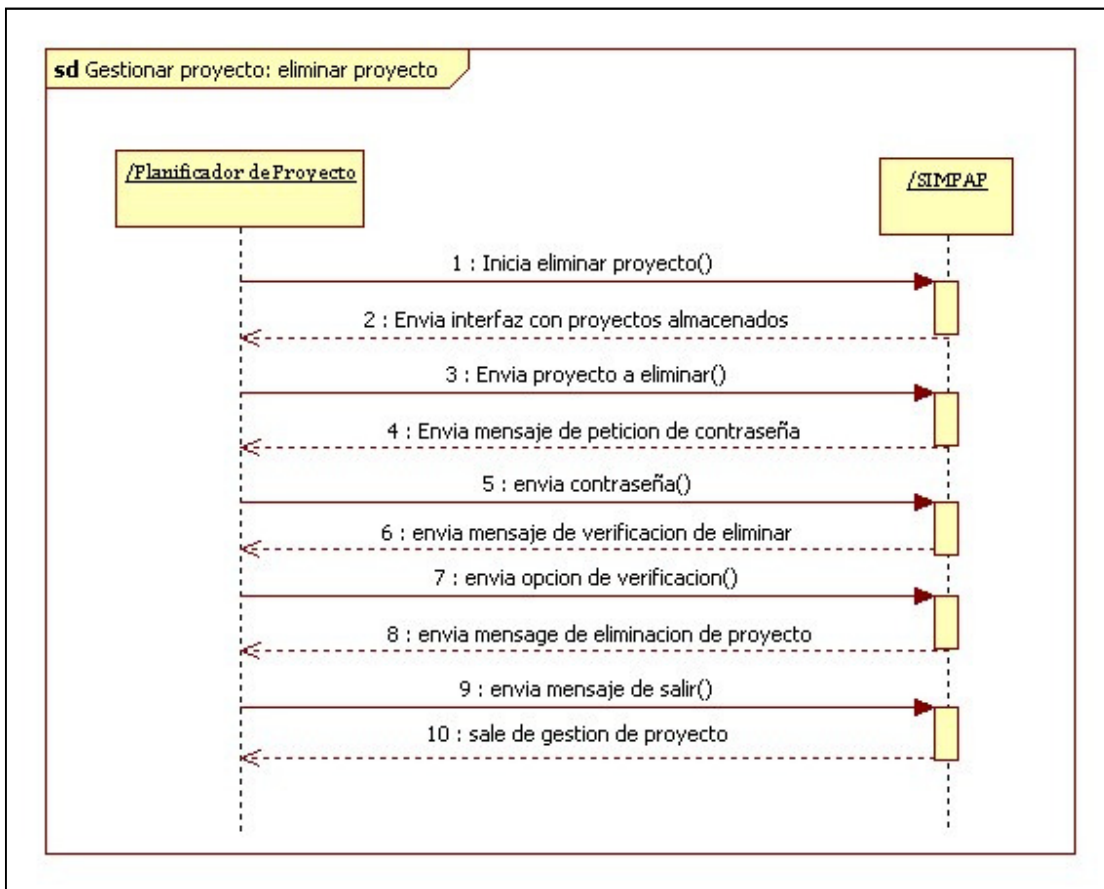 sd Gestionar proyecto: eliminar proyecto
/Planificador de Proyecto
/SIMPAP
1 : Inicia eliminar proyecto()
2 : Envia interfaz con proyectos almacenados
3 : Envia proyecto a eliminar()
4 : Envia mensaje de peticion de contraseña
5 : envia contraseña()
6 : envia mensaje de verificacion de eliminar
7 : envia opcion de verificacion()
8 : envia mensage de eliminacion de proyecto
9 : envia mensaje de salir()
10 : sale de gestion de proyecto